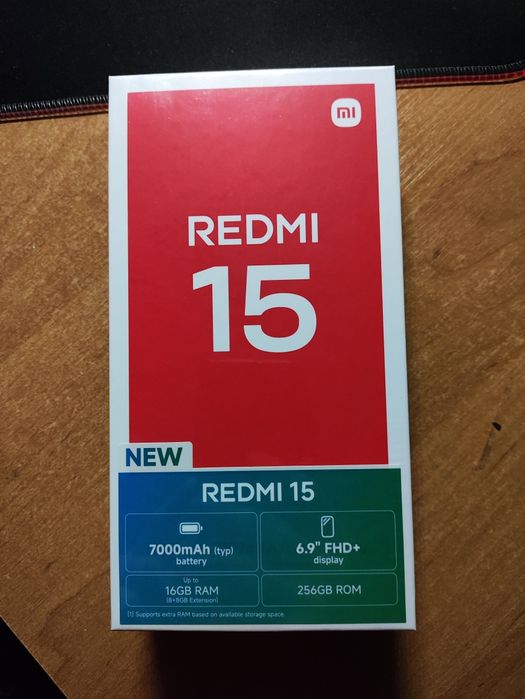 mi
REDMI
15
NEW
REDMI 15
7000mAh (typ)
battery
6.9" FHD+
display
Up to
16GB RAM
(8+8GB Extension)
256GB ROM
[1] Supports extra RAM based on available storage space.